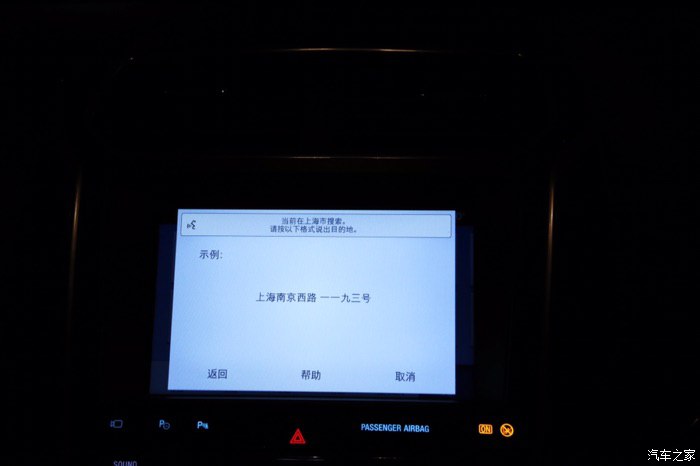 当前在上海市搜索。
请按以下格式说出目的地。
示例:
上海南京西路 一一九三号
返回 帮助 取消
PASSENGER AIRBAG ON
SOUND
汽车之家